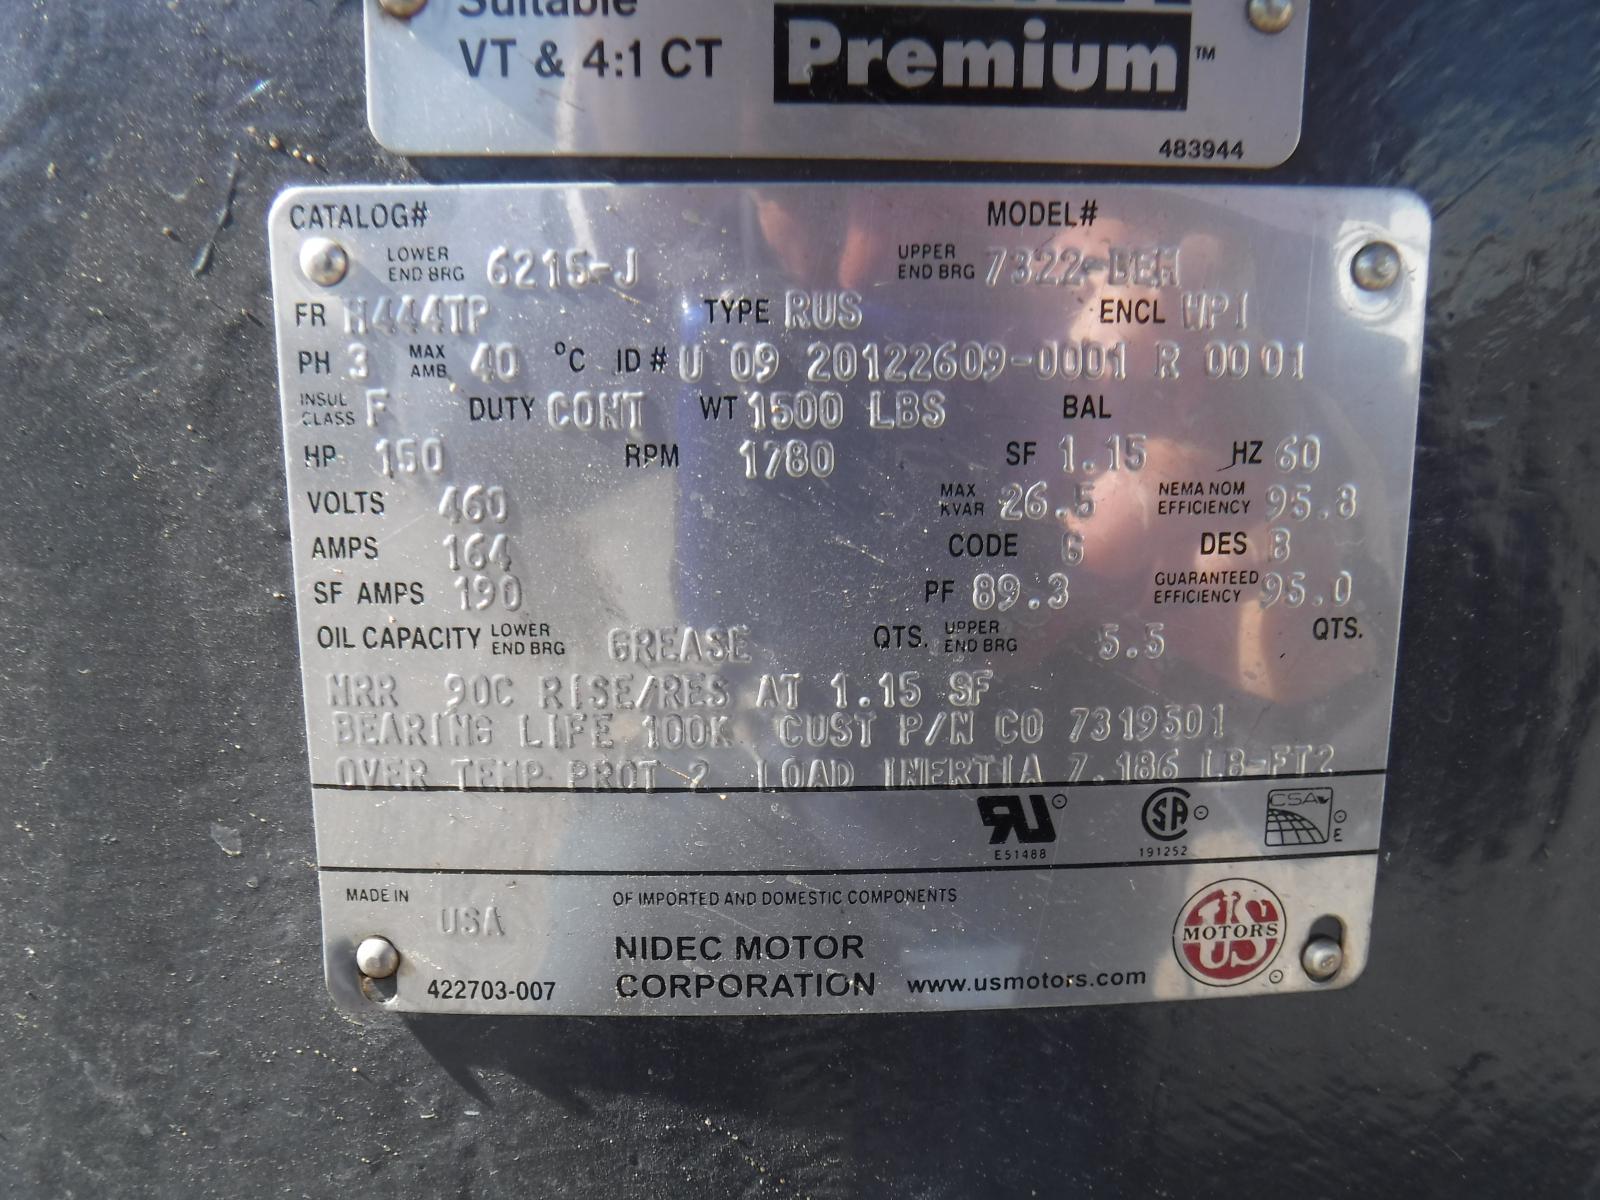 Suitable
VT & 4:1 CT
Premium™
483944
CATALOG# MODEL#
LOWER END BRG 6215-J UPPER END BRG 7322-BEM
FR H444TP TYPE RUS ENCL WP1
PH 3 MAX AMB 40 °C ID# U 09 20122609-0001 R 0001
INSUL CLASS F DUTY CONT WT 1500 LBS BAL
HP 150 RPM 1780 SF 1.15 HZ 60
VOLTS 460 MAX KVAR 26.5 NEMA NOM EFFICIENCY 95.8
AMPS 164 CODE G DES B
SF AMPS 190 PF 89.3 GUARANTEED EFFICIENCY 95.0
OIL CAPACITY LOWER END BRG GREASE QTS. UPPER END BRG 5.5 QTS.
NRR 90C RISE/RES AT 1.15 SF
BEARING LIFE 100K CUST P/N CO 7319501
OVER TEMP PROT 2 LOAD INERTIA 7.186 LB-FT2
E51488
SA
191252
CSA
E
MADE IN USA OF IMPORTED AND DOMESTIC COMPONENTS
NIDEC MOTOR
CORPORATION www.usmotors.com
422703-007
US MOTORS